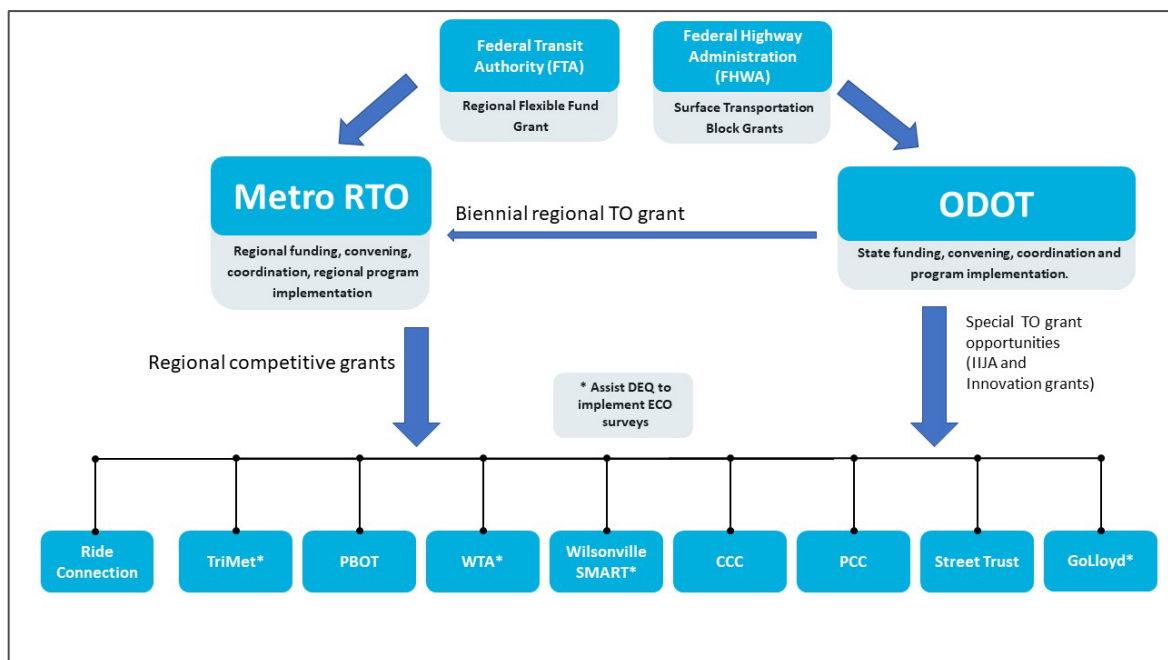 Federal Transit
Authority (FTA)
Regional Flexible Fund
Grant
Federal Highway
Administration
(FHWA)
Surface Transportation
Block Grants
Metro RTO
Regional funding, convening,
coordination, regional program
implementation
Biennial regional TO grant
ODOT
State funding, convening, coordination and
program implementation.
Regional competitive grants
* Assist DEQ to
implement ECO
surveys
Special TO grant
opportunities
(IIJA and
Innovation grants)
Ride
Connection
TriMet*
PBOT
WTA*
Wilsonville
SMART*
CCC
PCC
Street Trust
GoLloyd*